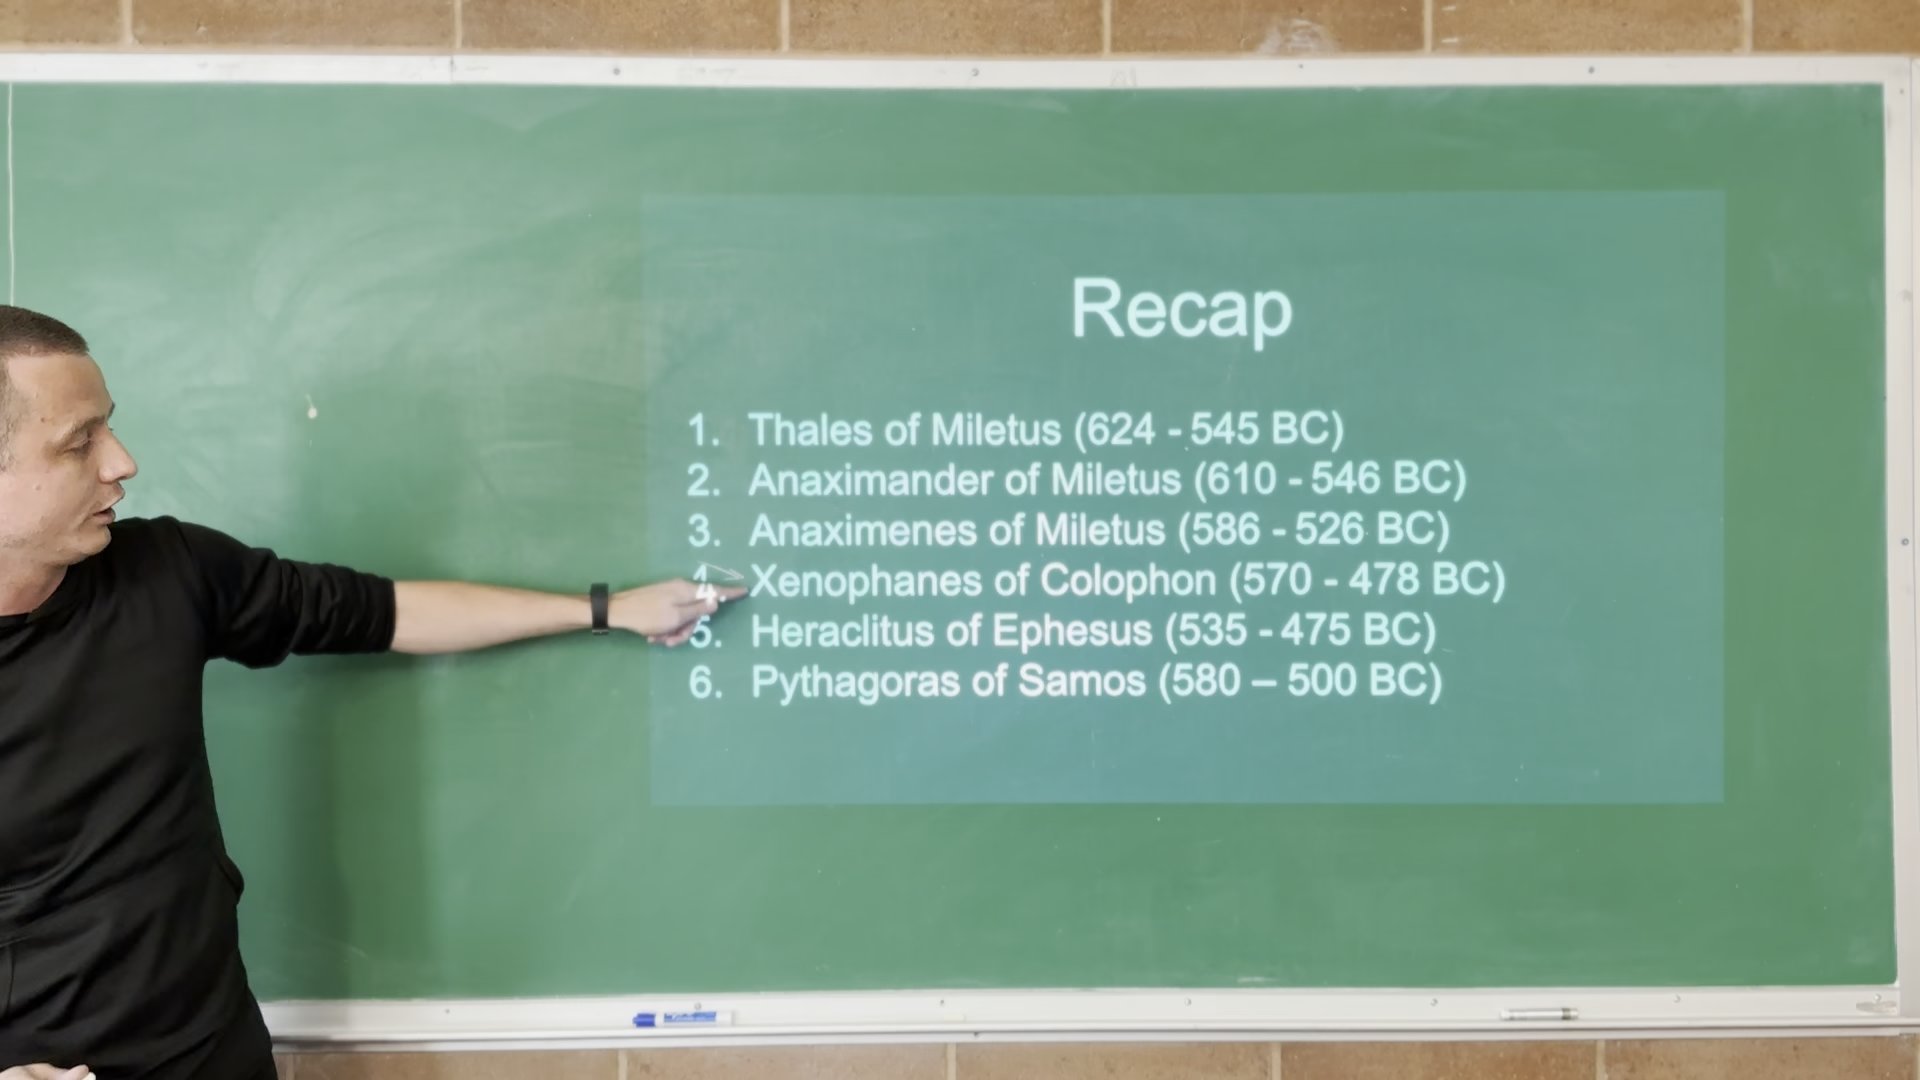 Recap
1. Thales of Miletus (624 - 545 BC)
2. Anaximander of Miletus (610 - 546 BC)
3. Anaximenes of Miletus (586 - 526 BC)
4. Xenophanes of Colophon (570 - 478 BC)
5. Heraclitus of Ephesus (535 - 475 BC)
6. Pythagoras of Samos (580 – 500 BC)